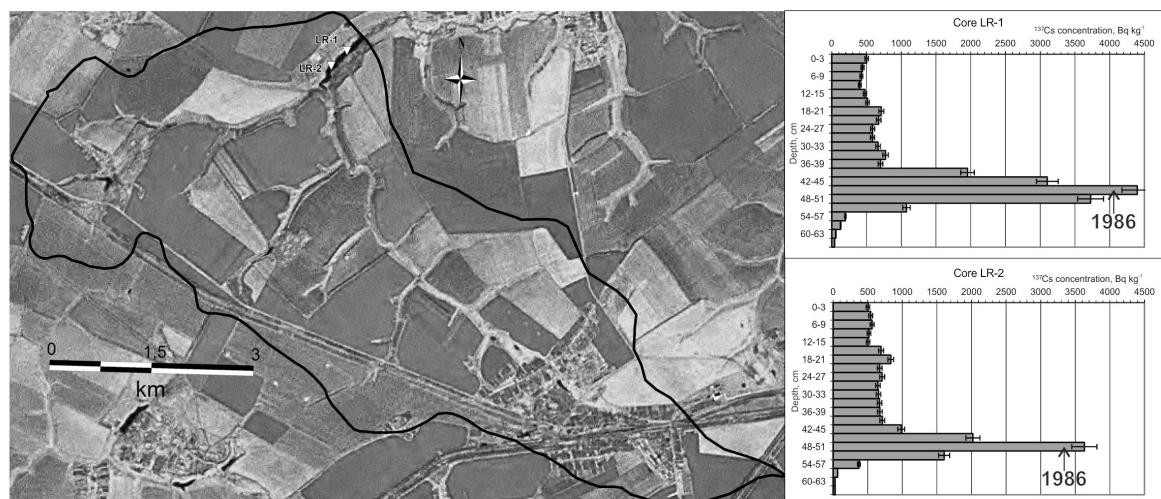 LR-1
LR-2
N
0 1,5 3
km
Core LR-1
¹³⁷Cs concentration, Bq kg⁻¹
0 500 1000 1500 2000 2500 3000 3500 4000 4500
Depth, cm
0-3
6-9
12-15
18-21
24-27
30-33
36-39
42-45
48-51
54-57
60-63
1986
Core LR-2
¹³⁷Cs concentration, Bq kg⁻¹
0 500 1000 1500 2000 2500 3000 3500 4000 4500
Depth, cm
0-3
6-9
12-15
18-21
24-27
30-33
36-39
42-45
48-51
54-57
60-63
1986